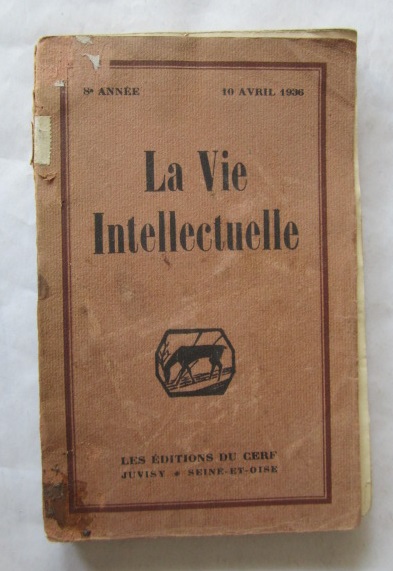 8e ANNÉE 10 AVRIL 1936
La Vie
Intellectuelle
LES ÉDITIONS DU CERF
JUVISY * SEINE-ET-OISE